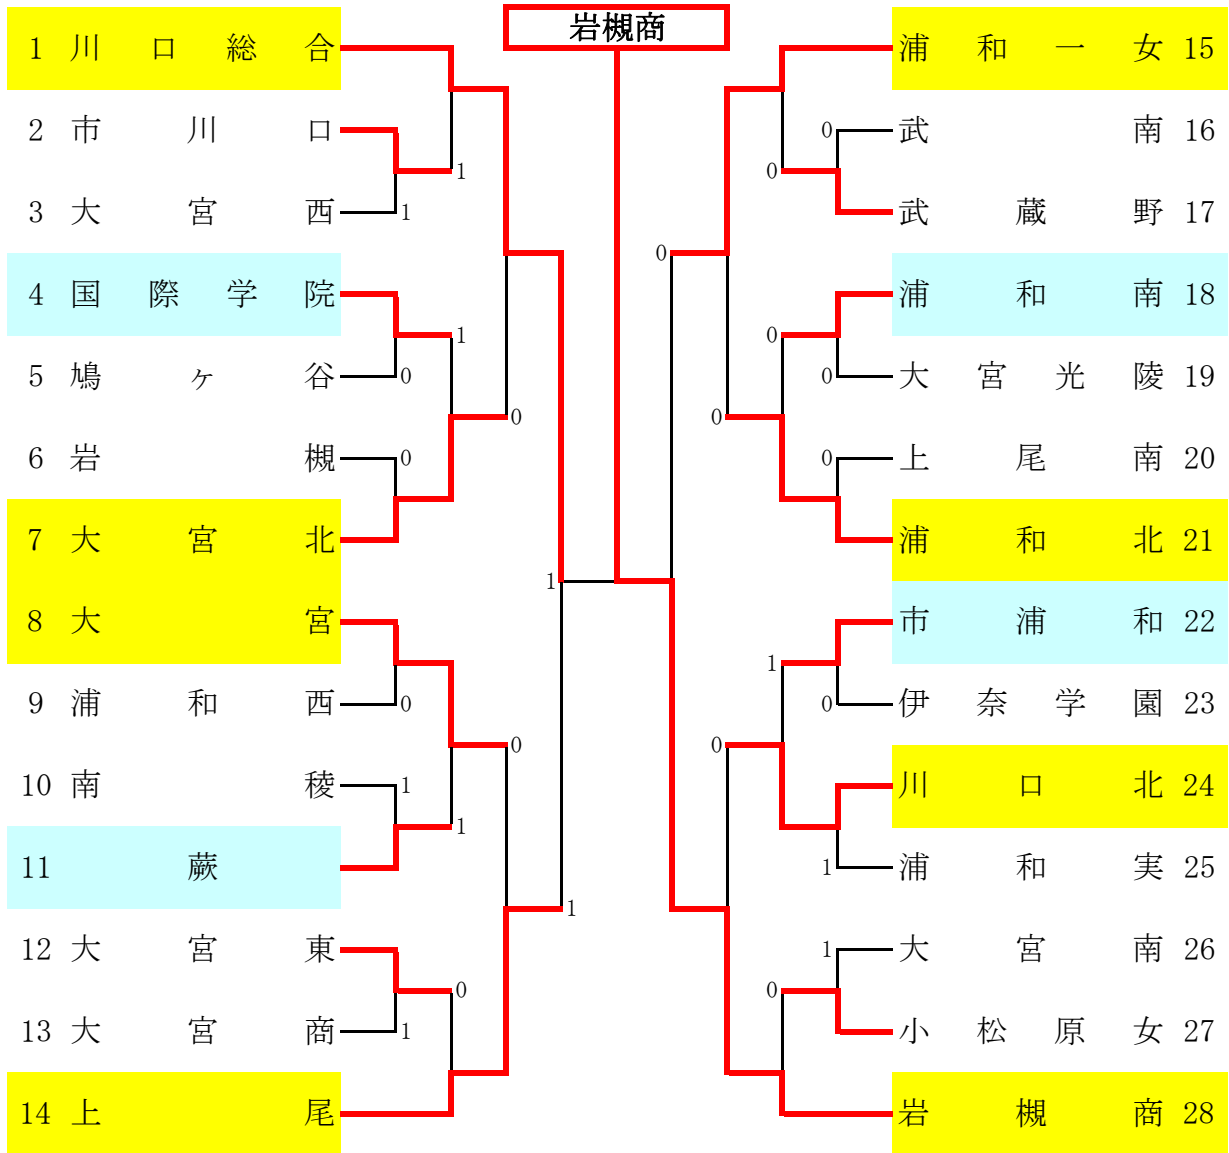 岩槻商
1 川口総合
2 市川口
3 大宮西
4 国際学院
5 鳩ヶ谷
6 岩槻
7 大宮北
8 大宮
9 浦和西
10 南稜
11 蕨
12 大宮東
13 大宮商
14 上尾
1
1
1
0
0
0
0
0
1
1
0
1
0
1
1
浦和一女 15
武南 16
武蔵野 17
浦和南 18
大宮光陵 19
上尾南 20
浦和北 21
市浦和 22
伊奈学園 23
川口北 24
浦和実 25
大宮南 26
小松原女 27
岩槻商 28
0
0
0
0
0
0
0
1
0
0
1
1
0